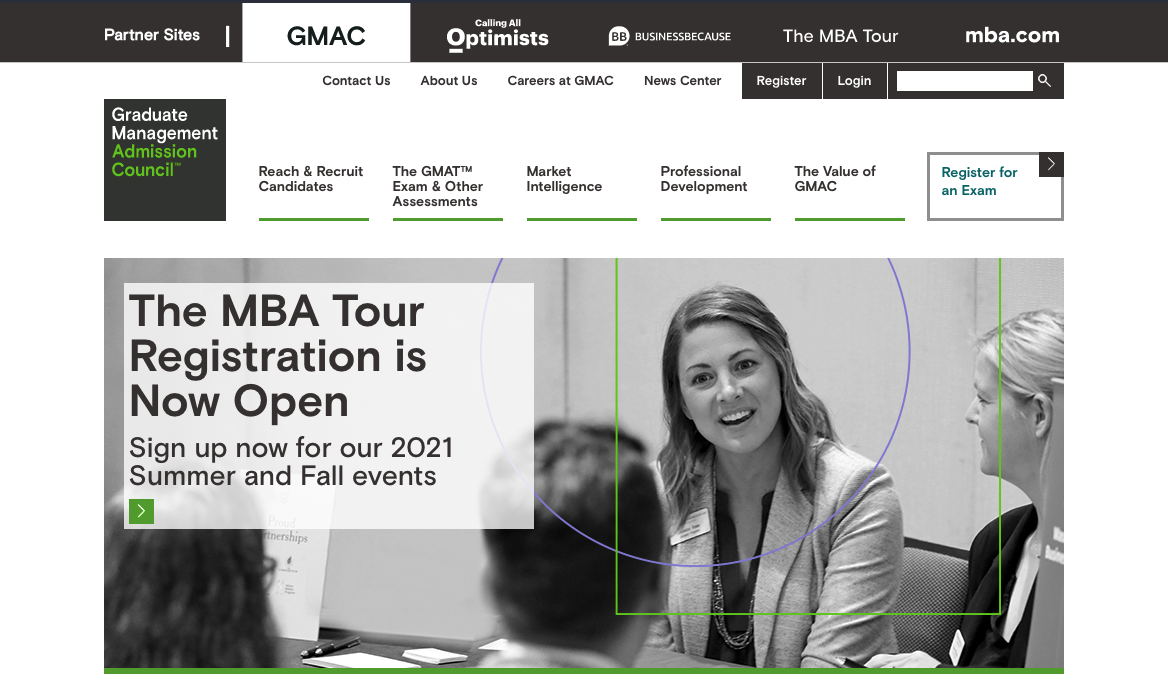 Partner Sites
GMAC
Calling All
Optimists
BB BUSINESSBECAUSE
The MBA Tour
mba.com
Contact Us
About Us
Careers at GMAC
News Center
Register
Login
Graduate
Management
Admission
Council™
Reach & Recruit
Candidates
The GMAT™
Exam & Other
Assessments
Market
Intelligence
Professional
Development
The Value of
GMAC
Register for
an Exam
The MBA Tour
Registration is
Now Open
Sign up now for our 2021
Summer and Fall events
Proud